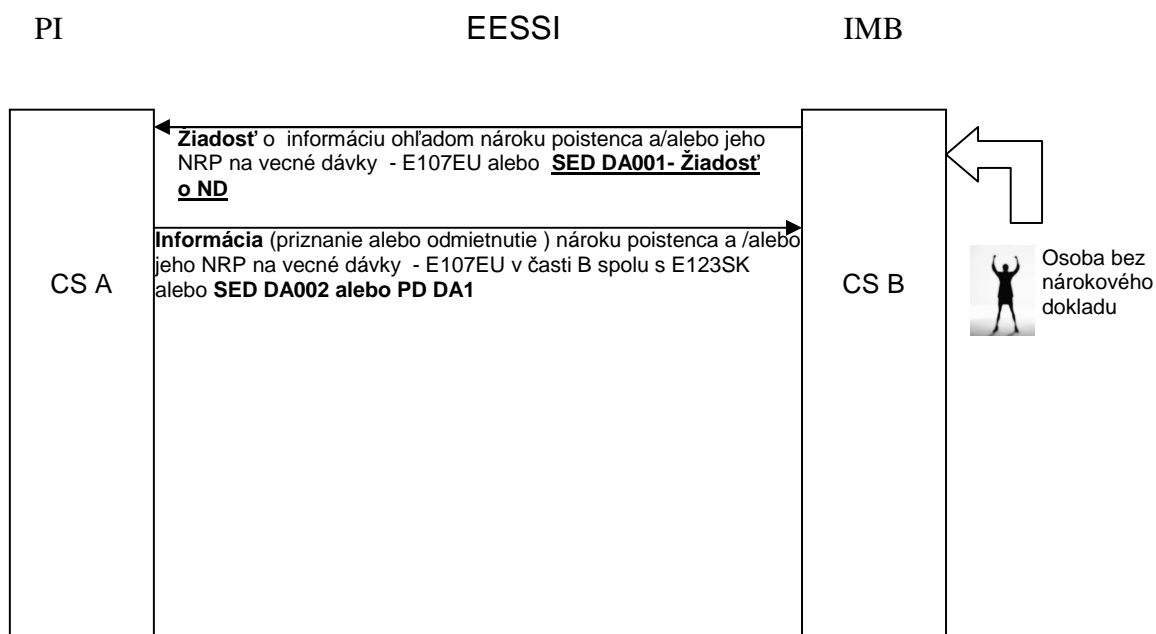 PI EESSI IMB
Žiadosť o informáciu ohľadom nároku poistenca a/alebo jeho
NRP na vecné dávky - E107EU alebo SED DA001- Žiadosť
o ND
Informácia (priznanie alebo odmietnutie ) nároku poistenca a /alebo
jeho NRP na vecné dávky - E107EU v časti B spolu s E123SK
alebo SED DA002 alebo PD DA1
CS A
CS B
Osoba bez
nárokového
dokladu